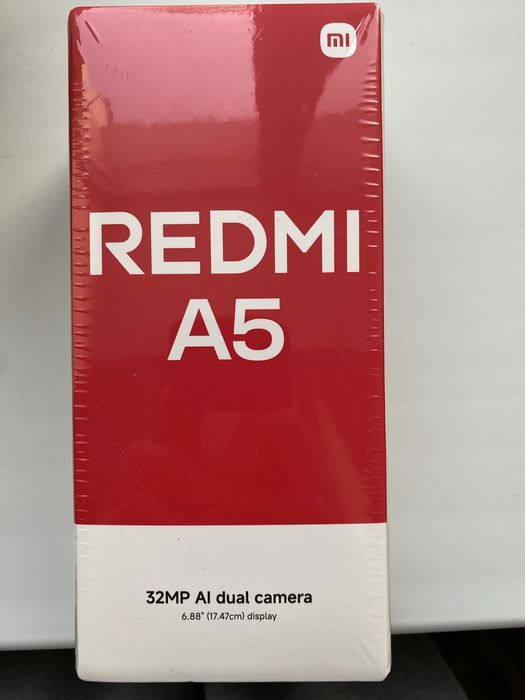 mi
REDMI
A5
32MP AI dual camera
6.88" (17.47cm) display